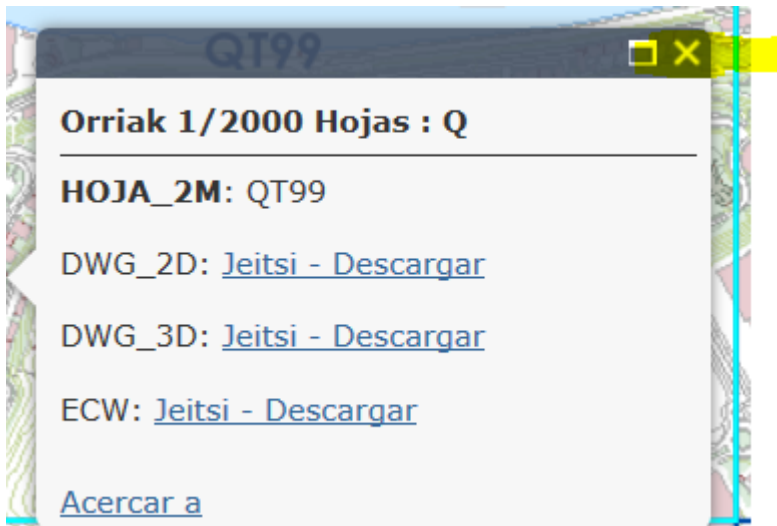 QT99
Orriak 1/2000 Hojas : Q
HOJA_2M: QT99
DWG_2D: Jeitsi - Descargar
DWG_3D: Jeitsi - Descargar
ECW: Jeitsi - Descargar
Acercar a